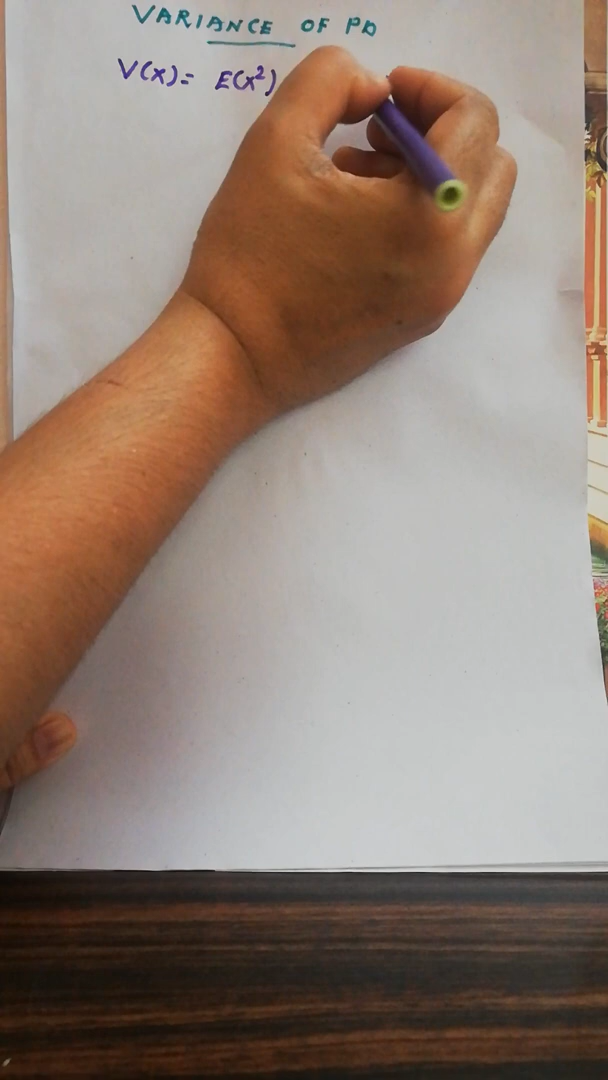 VARIANCE OF PD
V(X)= E(X²)